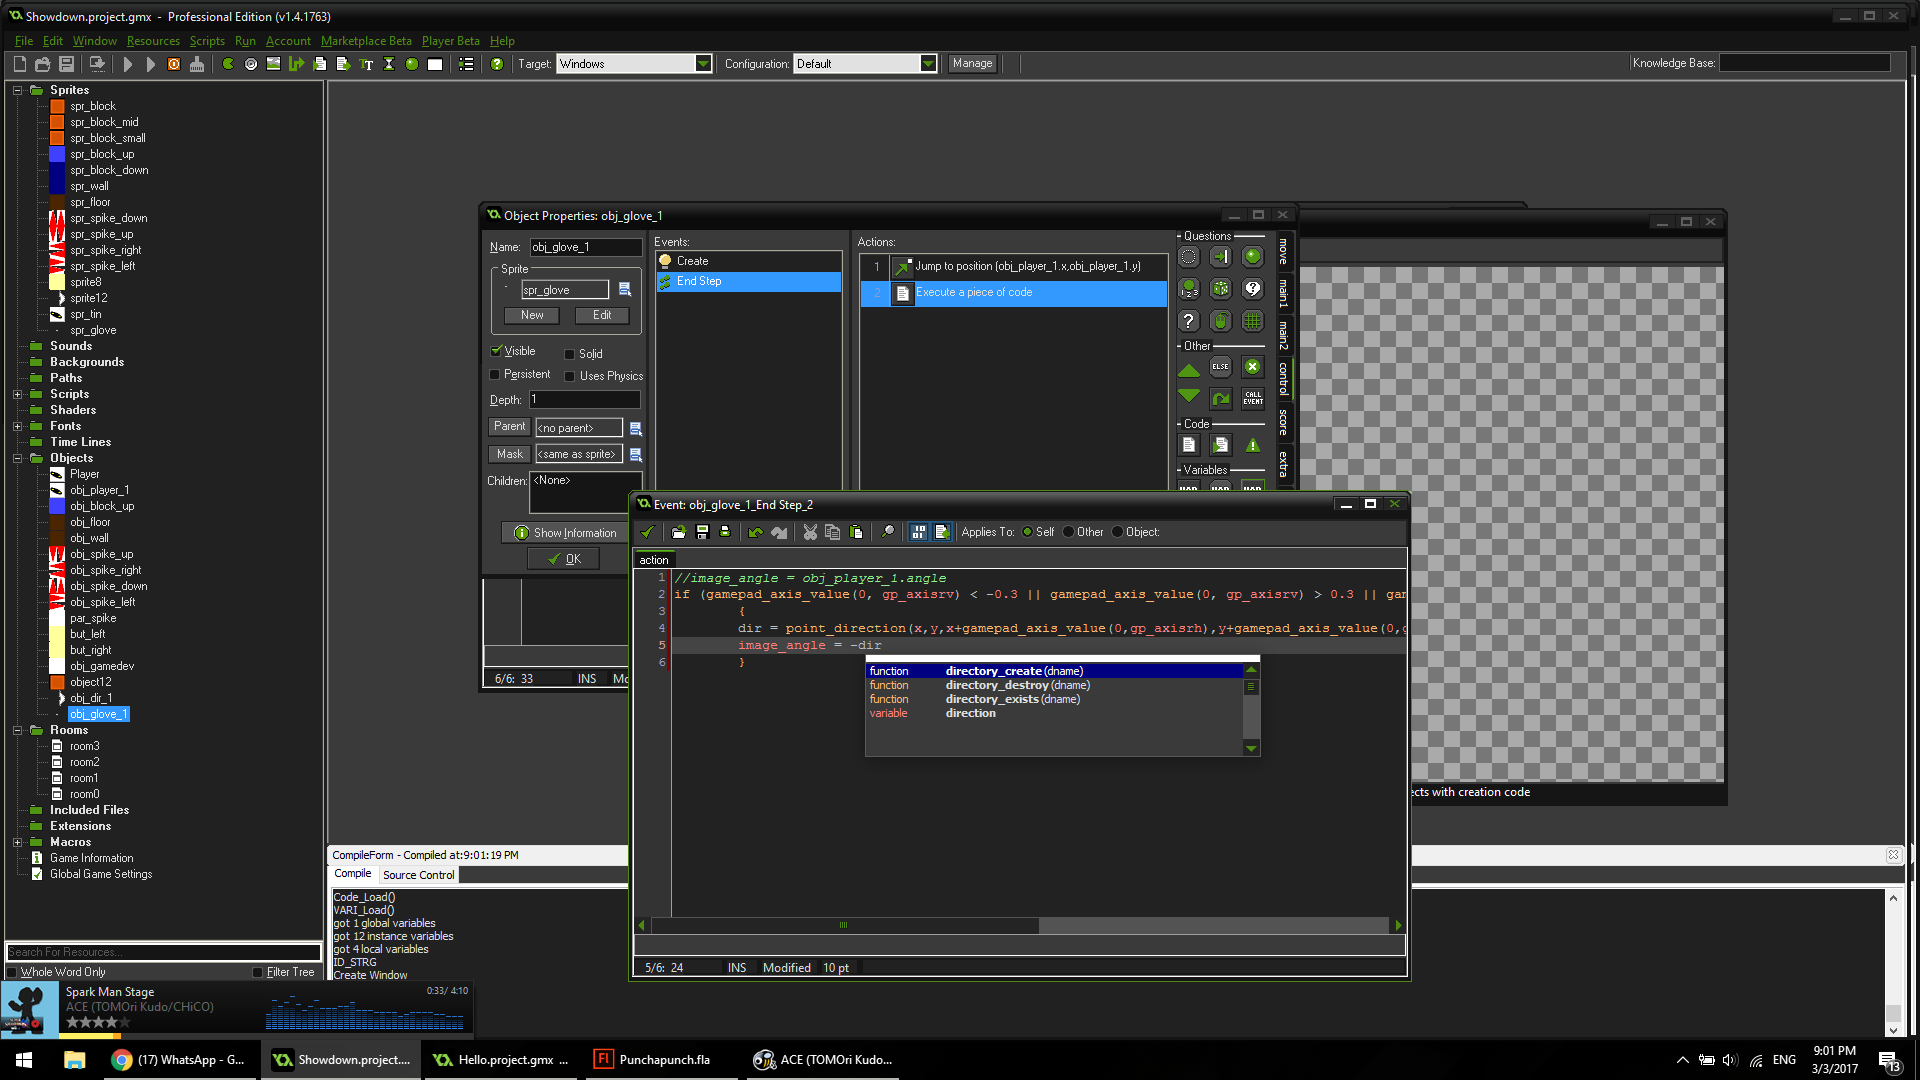 Showdown.project.gmx - Professional Edition (v1.4.1763)
File Edit Window Resources Scripts Run Account Marketplace Beta Player Beta Help
Target: Windows Configuration: Default Manage Knowledge Base:
Sprites
spr_block
spr_block_mid
spr_block_small
spr_block_up
spr_block_down
spr_wall
spr_floor
spr_spike_down
spr_spike_up
spr_spike_right
spr_spike_left
sprite8
sprite12
spr_tin
spr_glove
Sounds
Backgrounds
Paths
Scripts
Shaders
Fonts
Time Lines
Objects
Player
obj_player_1
obj_block_up
obj_floor
obj_wall
obj_spike_up
obj_spike_right
obj_spike_down
obj_spike_left
par_spike
but_left
but_right
obj_gamedev
object12
obj_dir_1
obj_glove_1
Rooms
room3
room2
room1
room0
Included Files
Extensions
Macros
Game Information
Global Game Settings
Search For Resources...
Whole Word Only Filter Tree
Object Properties: obj_glove_1
Name: obj_glove_1
Sprite
spr_glove
New Edit
Visible Solid
Persistent Uses Physics
Depth: 1
Parent <no parent>
Mask <same as sprite>
Children: <None>
Show Information
OK
Events:
Create
End Step
Actions:
1 Jump to position (obj_player_1.x,obj_player_1.y)
2 Execute a piece of code
Questions
Other
ELSE
CALL EVENT
Code
Variables
move
main1
main2
control
score
extra
6/6: 33 INS Mo
Event: obj_glove_1_End Step_2
Applies To: Self Other Object:
action
1 //image_angle = obj_player_1.angle
2 if (gamepad_axis_value(0, gp_axisrv) < -0.3 || gamepad_axis_value(0, gp_axisrv) > 0.3 || gam
3 {
4 dir = point_direction(x,y,x+gamepad_axis_value(0,gp_axisrh),y+gamepad_axis_value(0,g
5 image_angle = -dir
6 }
function directory_create(dname)
function directory_destroy(dname)
function directory_exists(dname)
variable direction
5/6: 24 INS Modified 10 pt
ects with creation code
CompileForm - Compiled at:9:01:19 PM
Compile Source Control
Code_Load()
VARI_Load()
got 1 global variables
got 12 instance variables
got 4 local variables
ID_STRG
Create Window
Spark Man Stage 0:33/ 4:10
ACE (TOMOri Kudo/CHiCO)
(17) WhatsApp - G... Showdown.project.... Hello.project.gmx ... Punchapunch.fla ACE (TOMOri Kudo... ENG 9:01 PM
3/3/2017
13